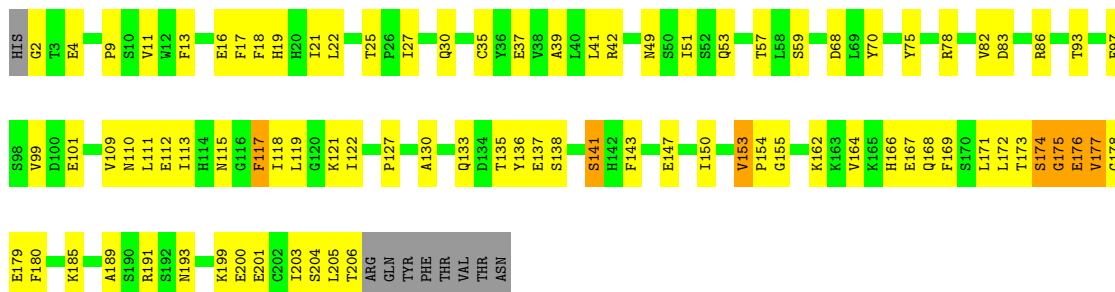 HIS G2 T3 E4 P9 S10 V11 W12 F13 E16 F17 F18 H19 H20 I21 L22 T25 P26 I27 Q30 C35 Y36 E37 V38 A39 L40 L41 R42 N49 S50 I51 S52 Q53 T57 L58 S59 D68 L69 Y70 Y75 R78 V82 D83 R86 T93
S98 V99 D100 E101 V109 N110 L111 E112 I113 H114 N115 G116 F117 I118 L119 G120 K121 I122 P127 A130 Q133 D134 T135 Y136 E137 S138 S141 H142 F143 E147 I150 V153 P154 G155 K162 K163 V164 K165 H166 E167 Q168 F169 S170 L171 L172 T173 S174 G175 E176 V177
E179 F180 K185 A189 S190 R191 S192 N193 K199 E200 E201 C202 I203 S204 L205 T206 ARG GLN TYR PHE THR VAL THR ASN